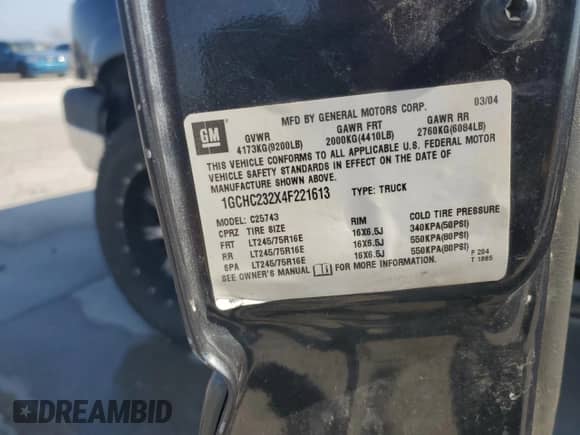 MFD BY GENERAL MOTORS CORP. 03/04
GM
GVWR GAWR FRT GAWR RR
4173KG(9200LB) 2000KG(4410LB) 2760KG(6084LB)
THIS VEHICLE CONFORMS TO ALL APPLICABLE U.S. FEDERAL MOTOR
VEHICLE SAFETY STANDARDS IN EFFECT ON THE DATE OF
MANUFACTURE SHOWN ABOVE.
1GCHC232X4F221613 TYPE: TRUCK
MODEL: C25743
CPRZ TIRE SIZE RIM COLD TIRE PRESSURE
FRT LT245/75R16E 16X6.5J 340KPA(50PSI)
RR LT245/75R16E 16X6.5J 550KPA(80PSI)
SPA LT245/75R16E 16X6.5J 550KPA(80PSI)
SEE OWNER'S MANUAL FOR MORE INFORMATION.
F 204
T 1885
DREAMBID